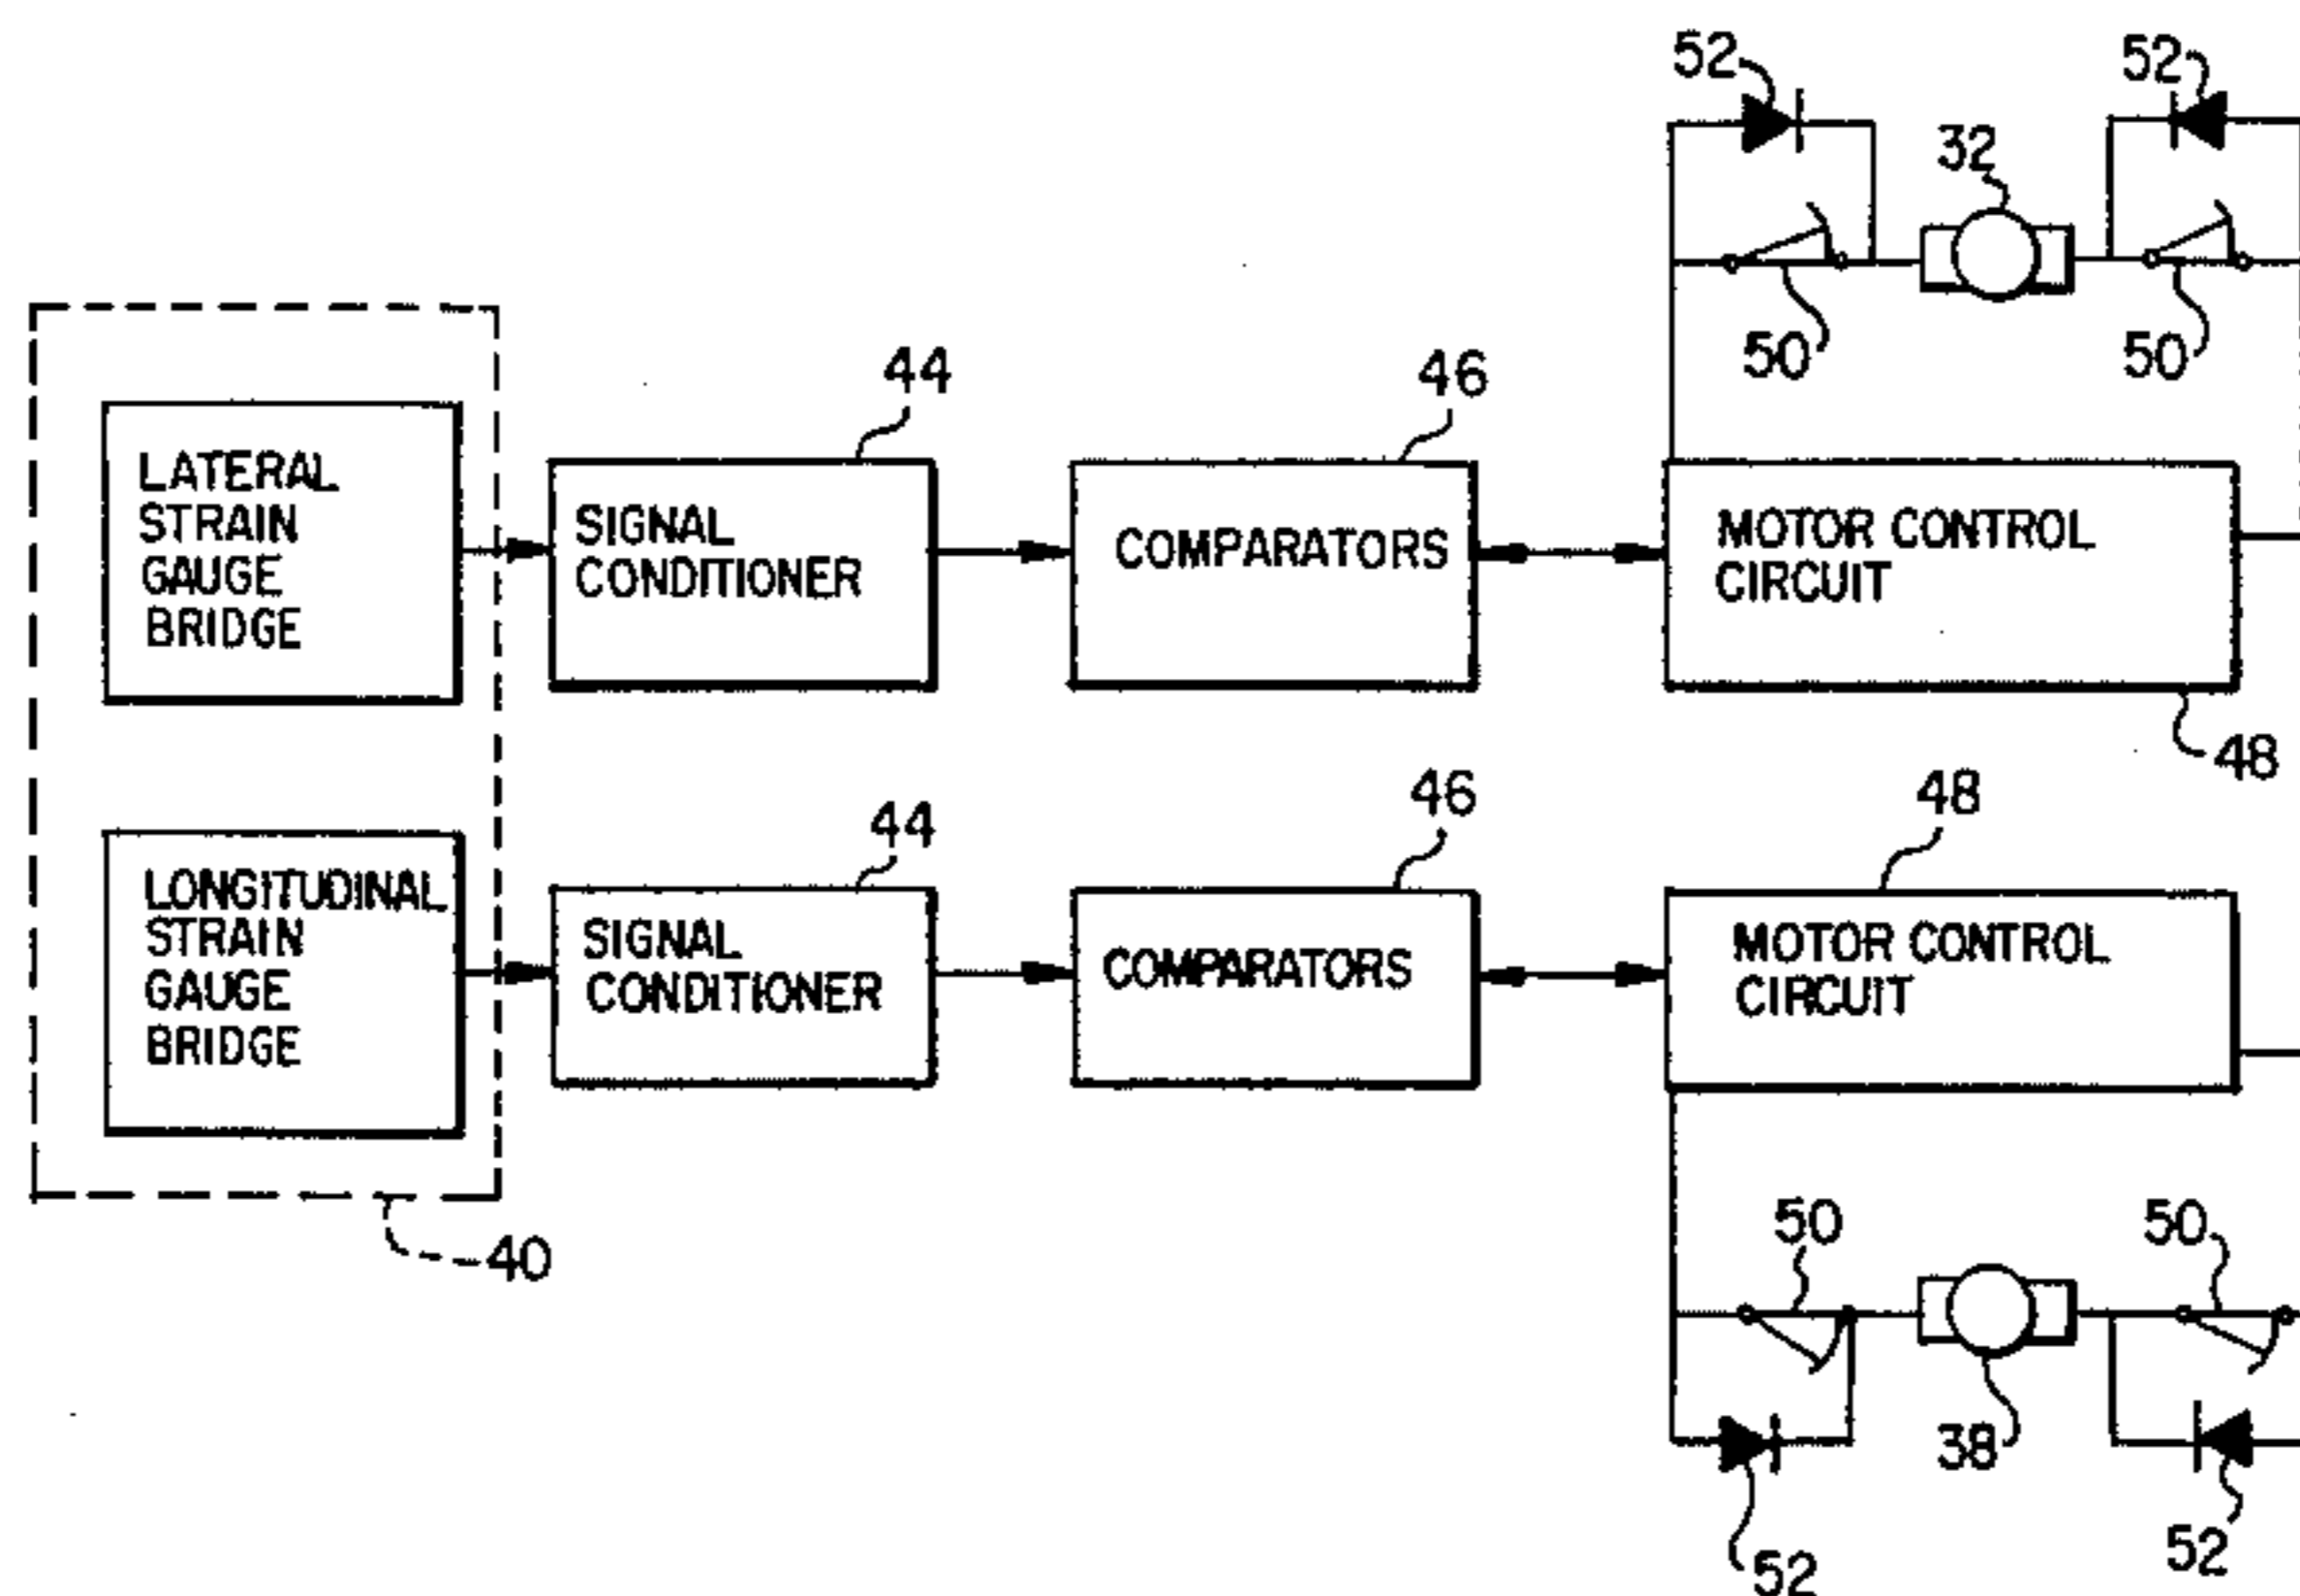 52
52
32
50
50
44
46
LATERAL
STRAIN
GAUGE
BRIDGE
SIGNAL
CONDITIONER
COMPARATORS
MOTOR CONTROL
CIRCUIT
48
44
46
48
LONGITUDINAL
STRAIN
GAUGE
BRIDGE
SIGNAL
CONDITIONER
COMPARATORS
MOTOR CONTROL
CIRCUIT
40
50
50
38
52
52